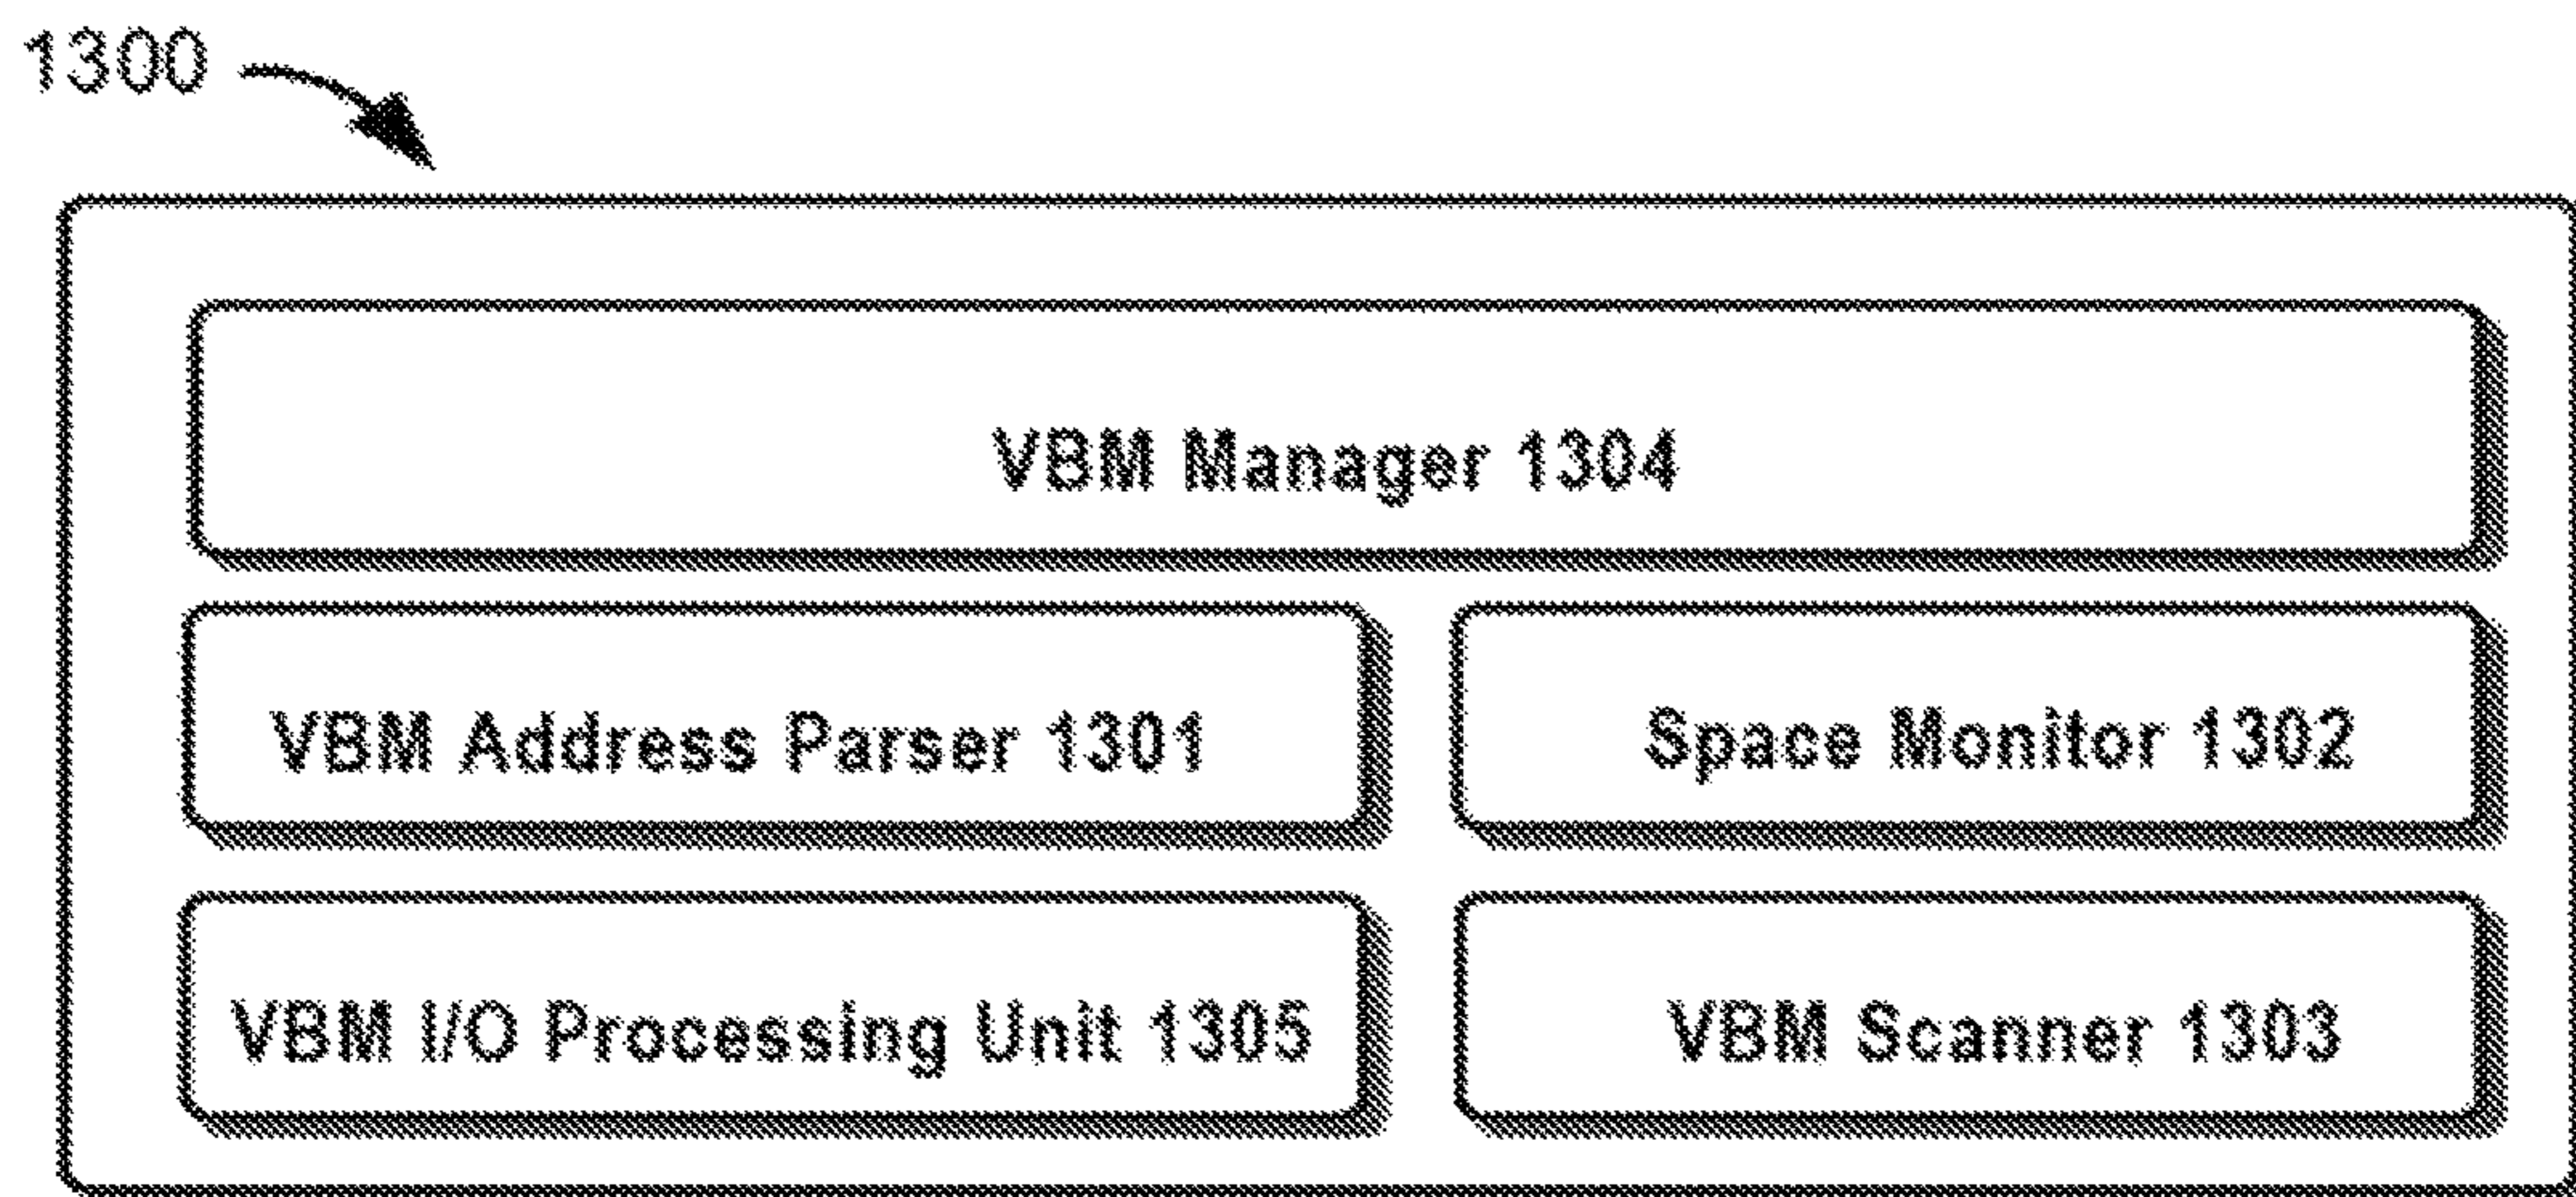 1300
VBM Manager 1304
VBM Address Parser 1301
Space Monitor 1302
VBM I/O Processing Unit 1305
VBM Scanner 1303